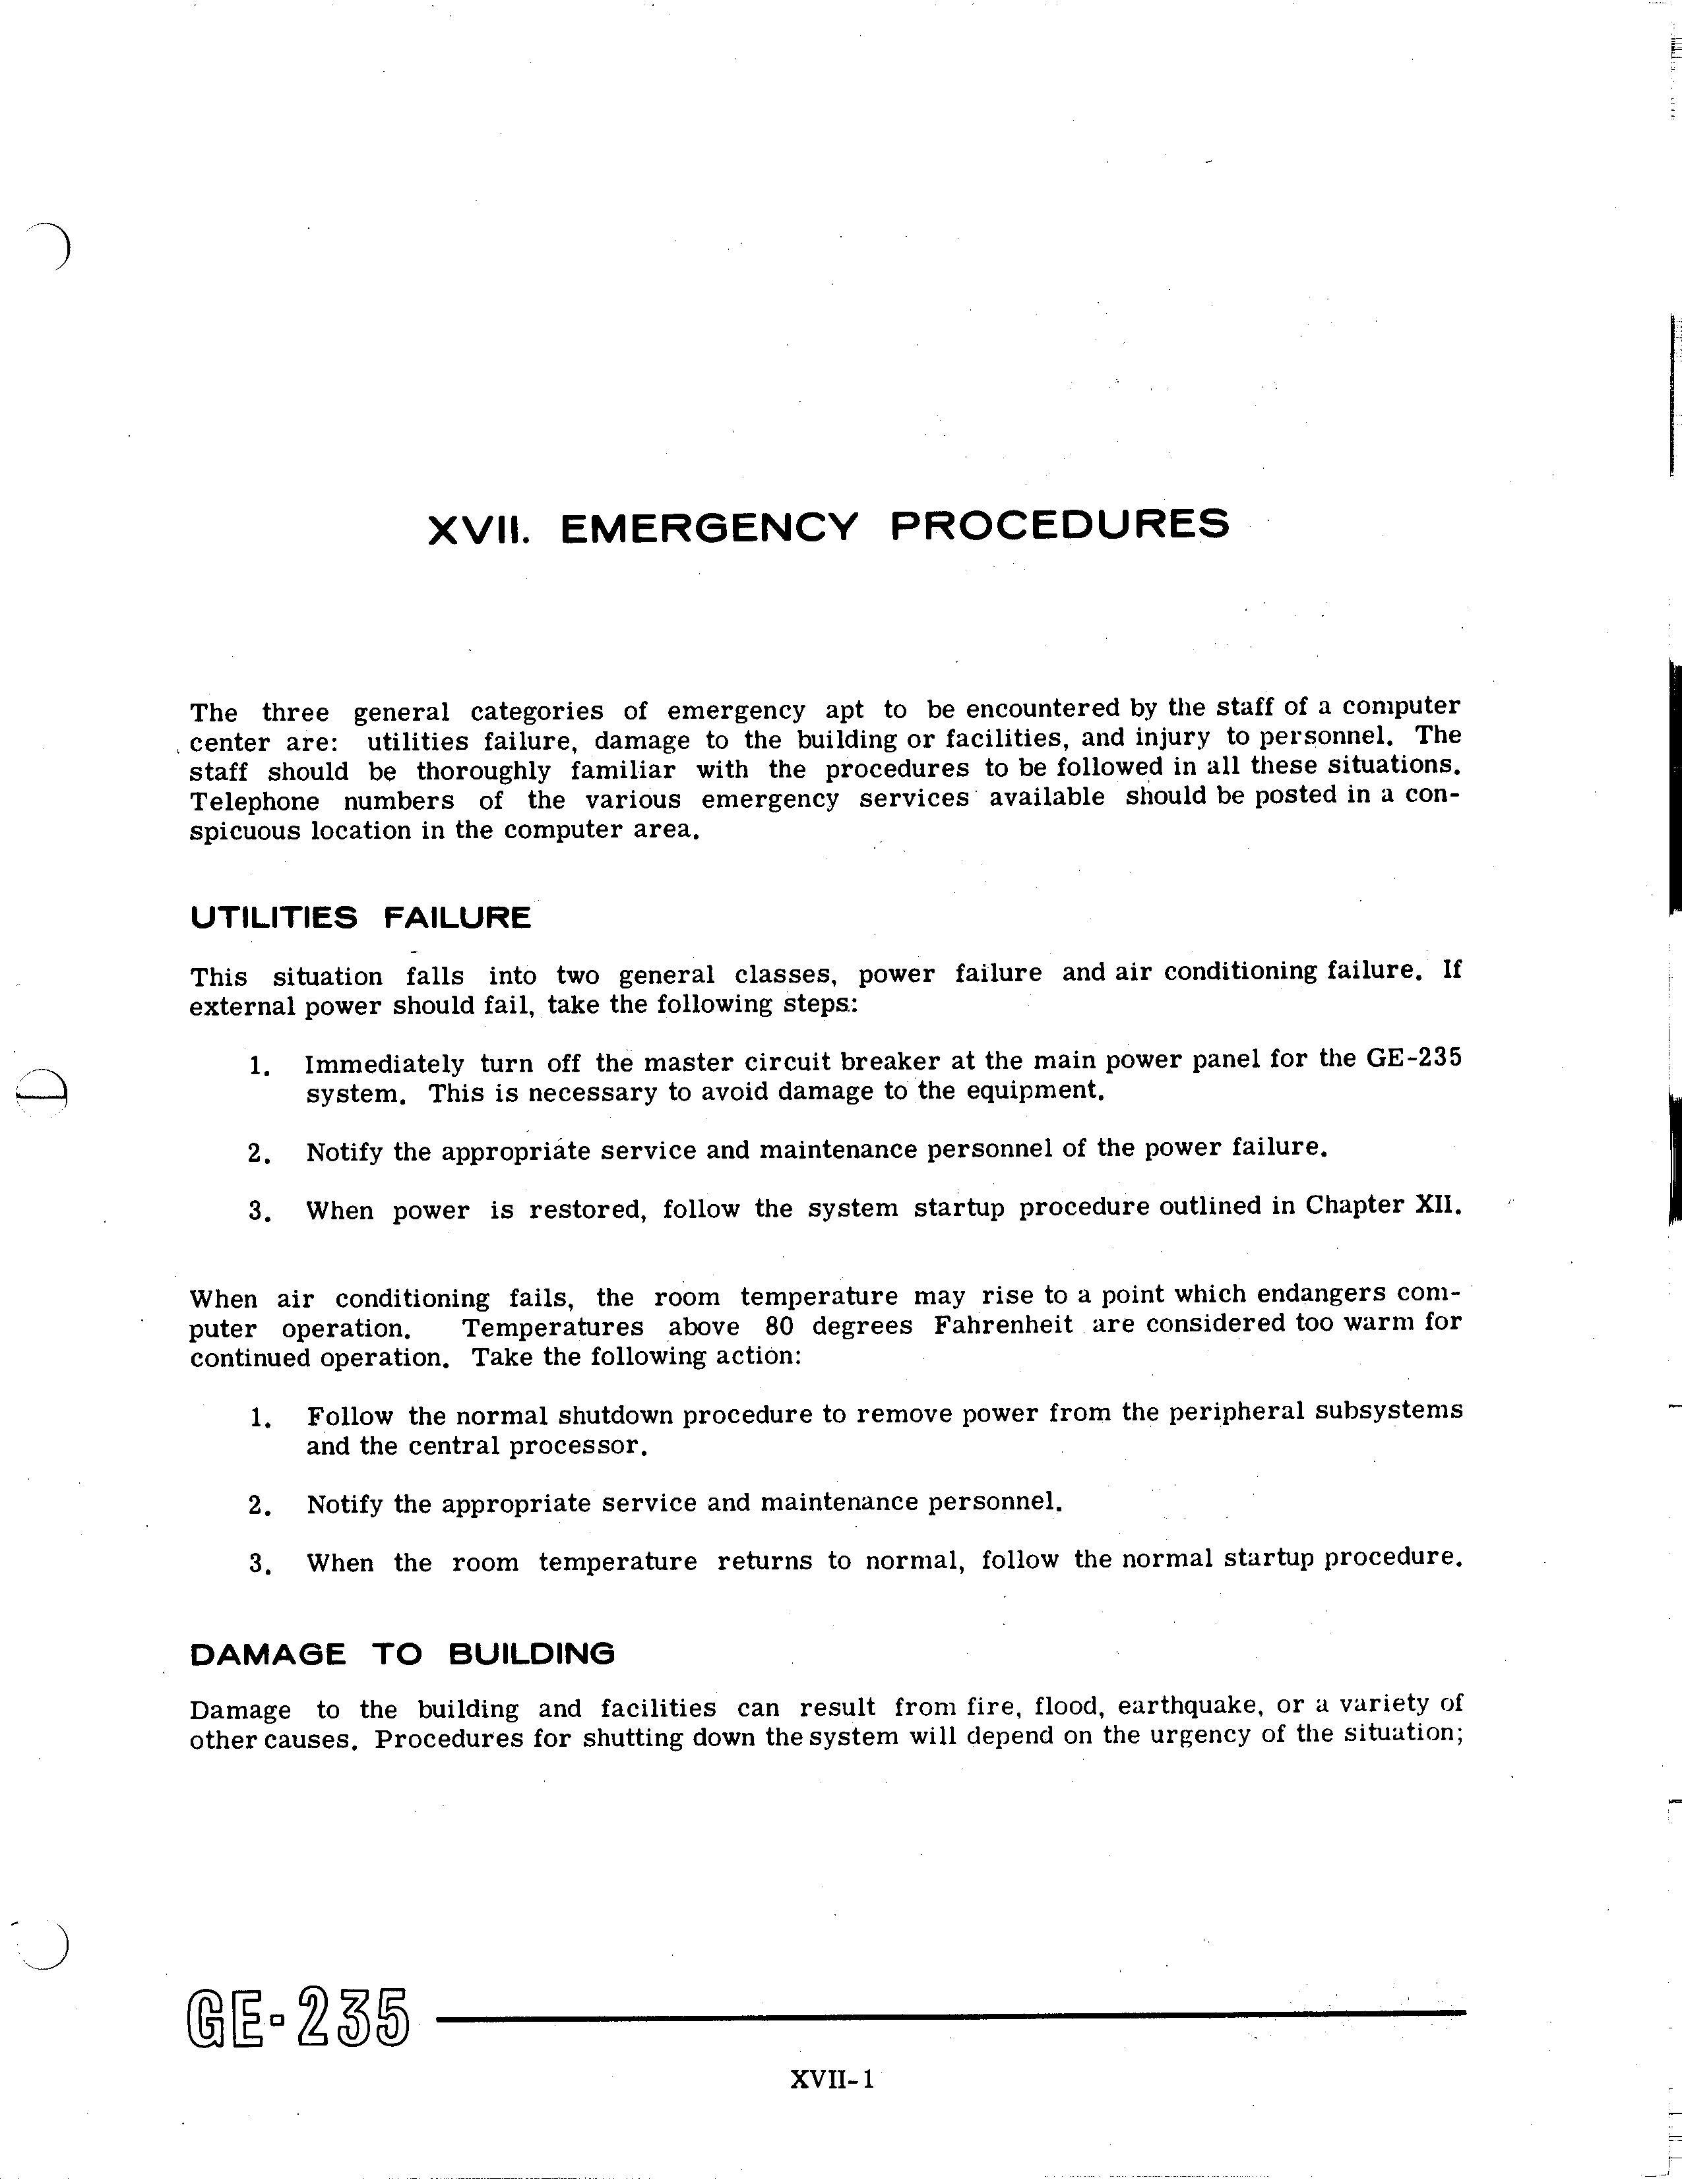 XVII. EMERGENCY PROCEDURES
The three general categories of emergency apt to be encountered by the staff of a computer
center are: utilities failure, damage to the building or facilities, and injury to personnel. The
staff should be thoroughly familiar with the procedures to be followed in all these situations.
Telephone numbers of the various emergency services available should be posted in a con-
spicuous location in the computer area.
UTILITIES FAILURE
This situation falls into two general classes, power failure and air conditioning failure. If
external power should fail, take the following steps:
1. Immediately turn off the master circuit breaker at the main power panel for the GE-235
system. This is necessary to avoid damage to the equipment.
2. Notify the appropriate service and maintenance personnel of the power failure.
3. When power is restored, follow the system startup procedure outlined in Chapter XII.
When air conditioning fails, the room temperature may rise to a point which endangers com-
puter operation. Temperatures above 80 degrees Fahrenheit are considered too warm for
continued operation. Take the following action:
1. Follow the normal shutdown procedure to remove power from the peripheral subsystems
and the central processor.
2. Notify the appropriate service and maintenance personnel.
3. When the room temperature returns to normal, follow the normal startup procedure.
DAMAGE TO BUILDING
Damage to the building and facilities can result from fire, flood, earthquake, or a variety of
other causes. Procedures for shutting down the system will depend on the urgency of the situation;
GE-235
XVII-1